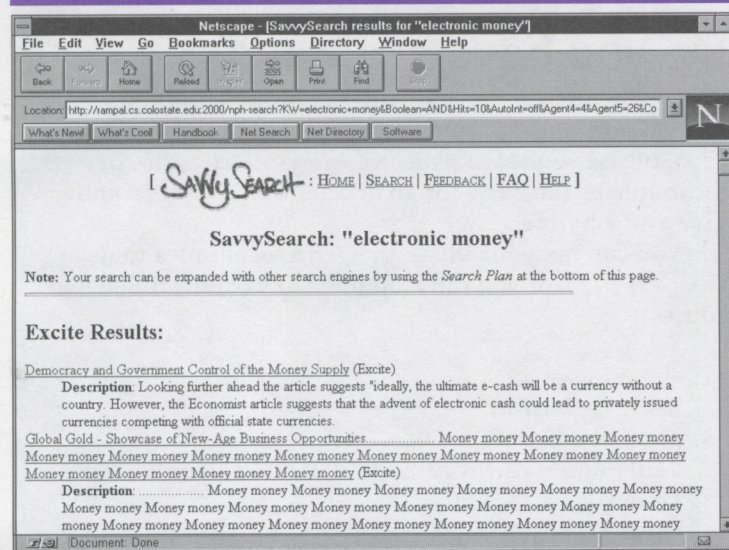 Netscape - [SavvySearch results for "electronic money"]
File Edit View Go Bookmarks Options Directory Window Help
Back Forward Home Reload Images Open Print Find Stop
Location: http://rampal.cs.colostate.edu:2000/nph-search?KW=electronic+money&Boolean=AND&Hits=10&AutoInt=off&Agent4=4&Agent5=26&Co
N
What's New! What's Cool! Handbook Net Search Net Directory Software
[ SavvySearch : HOME | SEARCH | FEEDBACK | FAQ | HELP ]
SavvySearch: "electronic money"
Note: Your search can be expanded with other search engines by using the Search Plan at the bottom of this page.
Excite Results:
Democracy and Government Control of the Money Supply (Excite)
Description: Looking further ahead the article suggests "ideally, the ultimate e-cash will be a currency without a
country. However, the Economist article suggests that the advent of electronic cash could lead to privately issued
currencies competing with official state currencies.
Global Gold - Showcase of New-Age Business Opportunities.................. Money money Money money Money money
Money money Money money Money money Money money Money money Money money Money money
Money money Money money Money money Money money (Excite)
Description: .................. Money money Money money Money money Money money Money money Money money
Money money Money money Money money Money money Money money Money money Money
money Money money Money money Money money Money money Money money Money money
Document: Done